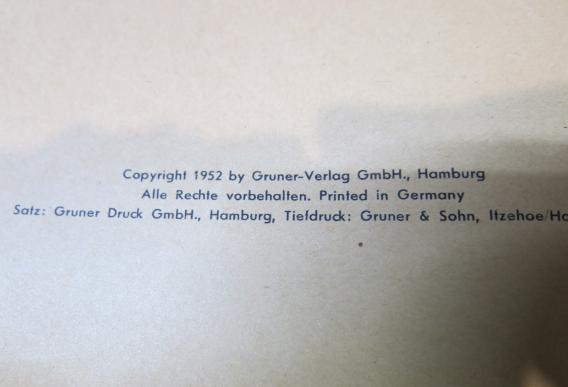 Copyright 1952 by Gruner-Verlag GmbH., Hamburg
Alle Rechte vorbehalten. Printed in Germany
Satz: Gruner Druck GmbH., Hamburg, Tiefdruck: Gruner & Sohn, Itzehoe/Ho